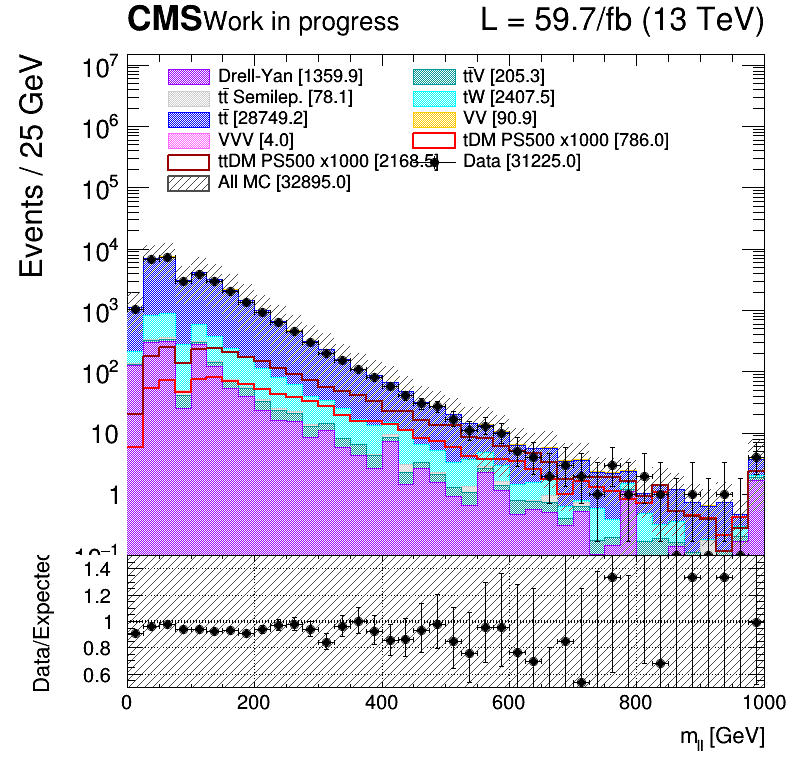 CMS Work in progress L = 59.7/fb (13 TeV)
Drell-Yan [1359.9] tt̄V [205.3]
tt̄ Semilep. [78.1] tW [2407.5]
tt̄ [28749.2] VV [90.9]
VVV [4.0] tDM PS500 x1000 [786.0]
ttDM PS500 x1000 [2168.5] Data [31225.0]
All MC [32895.0]
Events / 25 GeV
10⁷
10⁶
10⁵
10⁴
10³
10²
10
1
10⁻¹
Data/Expected
1.4
1.2
1
0.8
0.6
0 200 400 600 800 1000
m_ll [GeV]